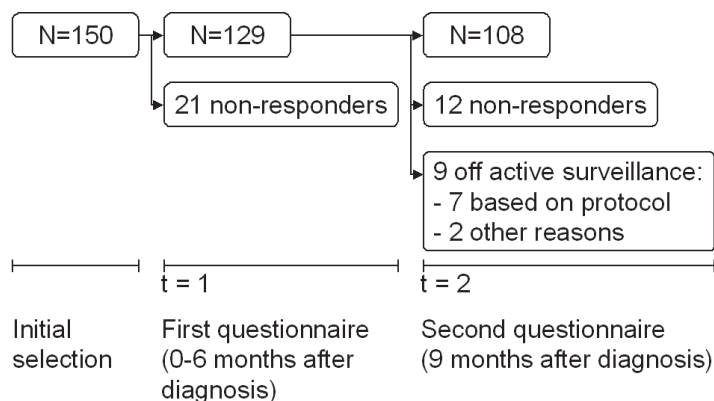 N=150
N=129
N=108
21 non-responders
12 non-responders
9 off active surveillance:
- 7 based on protocol
- 2 other reasons
t = 1
t = 2
Initial
selection
First questionnaire
(0-6 months after
diagnosis)
Second questionnaire
(9 months after diagnosis)